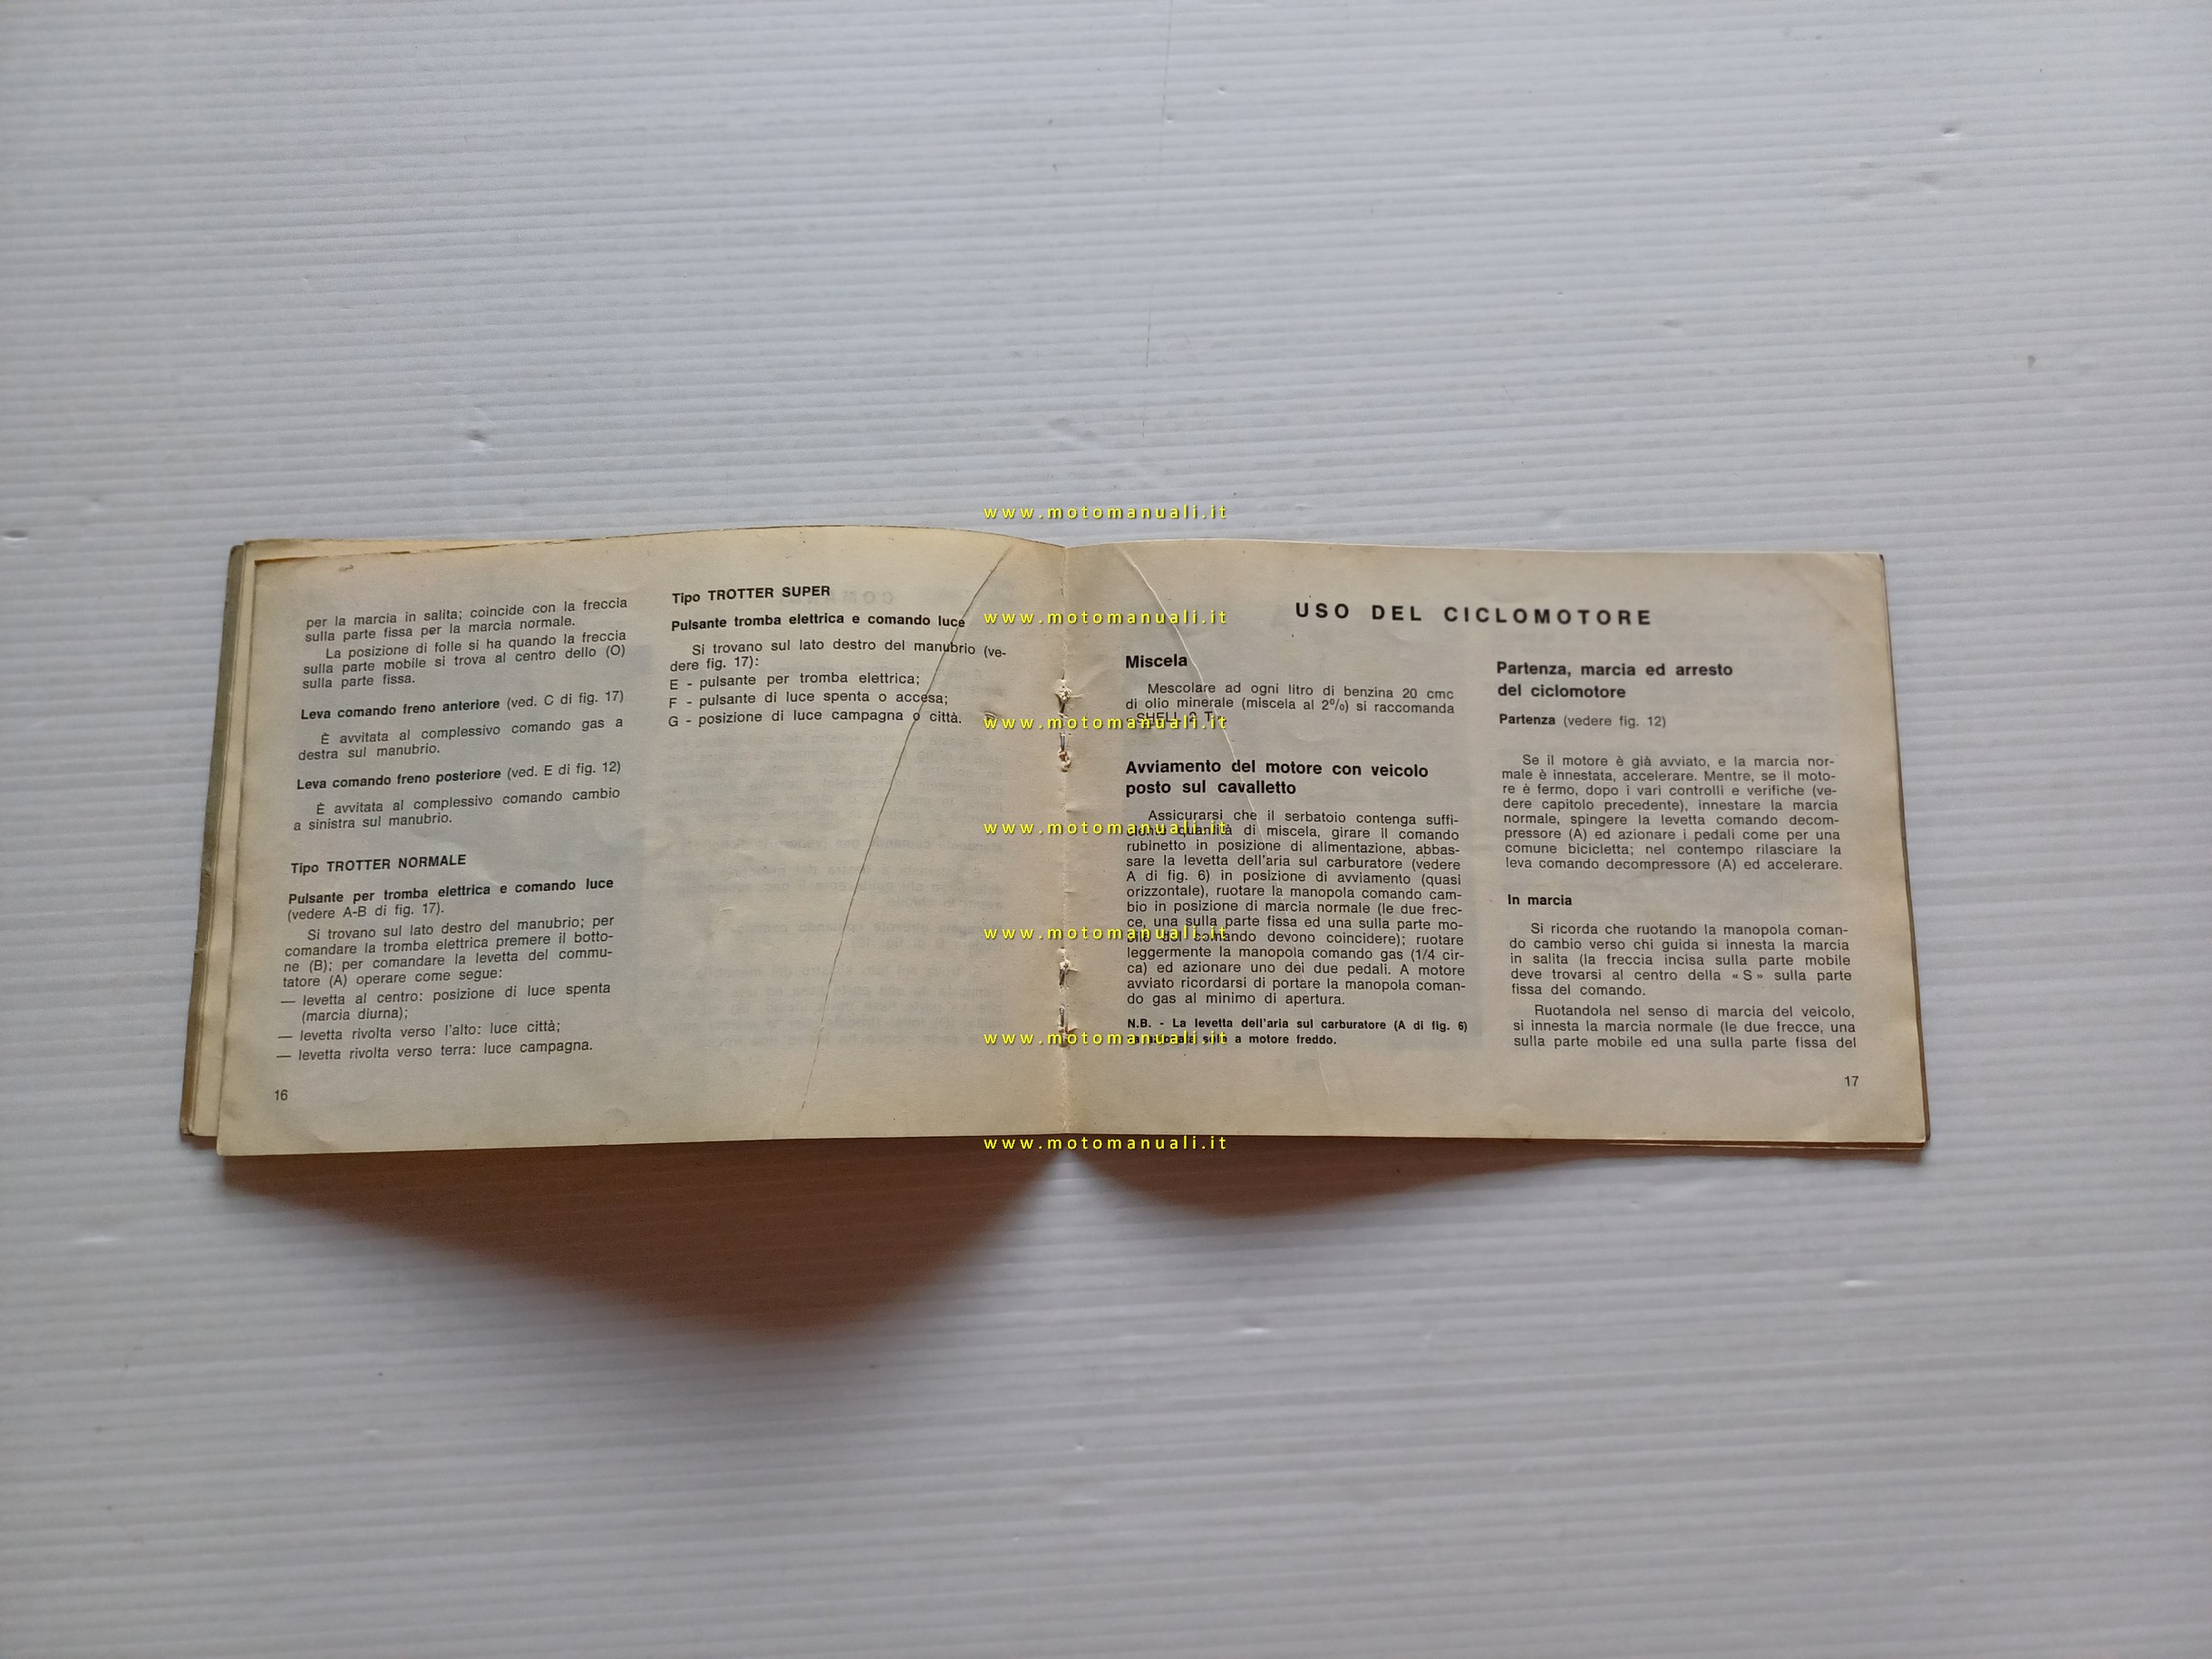 per la marcia in salita; coincide con la freccia
sulla parte fissa per la marcia normale.
La posizione di folle si ha quando la freccia
sulla parte mobile si trova al centro dello (O)
sulla parte fissa.
Leva comando freno anteriore (ved. C di fig. 17)
È avvitata al complessivo comando gas a
destra sul manubrio.
Leva comando freno posteriore (ved. E di fig. 12)
È avvitata al complessivo comando cambio
a sinistra sul manubrio.
Tipo TROTTER NORMALE
Pulsante per tromba elettrica e comando luce
(vedere A-B di fig. 17).
Si trovano sul lato destro del manubrio; per
comandare la tromba elettrica premere il botto-
ne (B); per comandare la levetta del commu-
tatore (A) operare come segue:
— levetta al centro: posizione di luce spenta
(marcia diurna);
— levetta rivolta verso l'alto: luce città;
— levetta rivolta verso terra: luce campagna.
16
Tipo TROTTER SUPER
Pulsante tromba elettrica e comando luce
Si trovano sul lato destro del manubrio (ve-
dere fig. 17):
E - pulsante per tromba elettrica;
F - pulsante di luce spenta o accesa;
G - posizione di luce campagna o città.
USO DEL CICLOMOTORE
Miscela
Mescolare ad ogni litro di benzina 20 cmc
di olio minerale (miscela al 2%) si raccomanda
SHELL 2 T.
Avviamento del motore con veicolo
posto sul cavalletto
Assicurarsi che il serbatoio contenga suffi-
ciente quantità di miscela, girare il comando
rubinetto in posizione di alimentazione, abbas-
sare la levetta dell'aria sul carburatore (vedere
A di fig. 6) in posizione di avviamento (quasi
orizzontale), ruotare la manopola comando cam-
bio in posizione di marcia normale (le due frec-
ce, una sulla parte fissa ed una sulla parte mo-
bile del comando devono coincidere); ruotare
leggermente la manopola comando gas (1/4 cir-
ca) ed azionare uno dei due pedali. A motore
avviato ricordarsi di portare la manopola coman-
do gas al minimo di apertura.
N.B. - La levetta dell'aria sul carburatore (A di fig. 6)
solo a motore freddo.
Partenza, marcia ed arresto
del ciclomotore
Partenza (vedere fig. 12)
Se il motore è già avviato, e la marcia nor-
male è innestata, accelerare. Mentre, se il moto-
re è fermo, dopo i vari controlli e verifiche (ve-
dere capitolo precedente), innestare la marcia
normale, spingere la levetta comando decom-
pressore (A) ed azionare i pedali come per una
comune bicicletta; nel contempo rilasciare la
leva comando decompressore (A) ed accelerare.
In marcia
Si ricorda che ruotando la manopola coman-
do cambio verso chi guida si innesta la marcia
in salita (la freccia incisa sulla parte mobile
deve trovarsi al centro della « S » sulla parte
fissa del comando.
Ruotandola nel senso di marcia del veicolo,
si innesta la marcia normale (le due frecce, una
sulla parte mobile ed una sulla parte fissa del
17
www.motomanuali.it
www.motomanuali.it
www.motomanuali.it
www.motomanuali.it
www.motomanuali.it
www.motomanuali.it
www.motomanuali.it